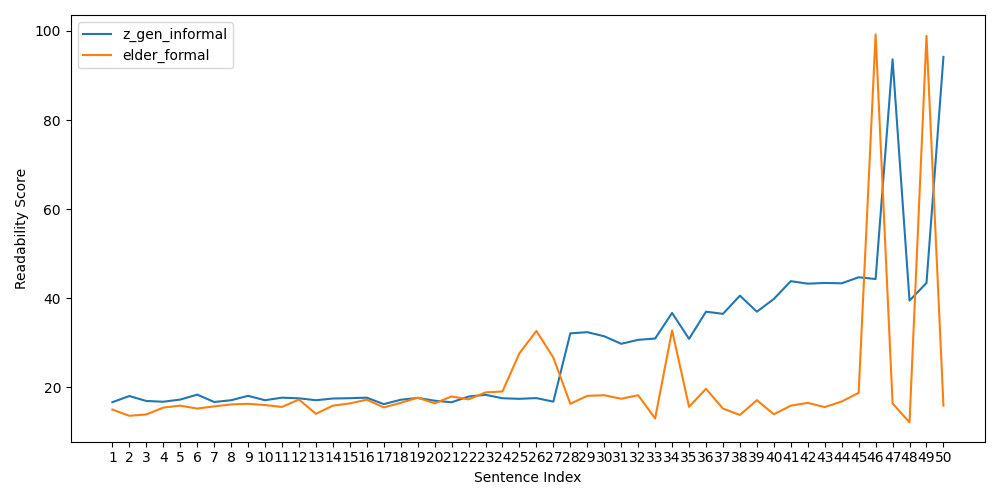 z_gen_informal
elder_formal
100
80
60
40
20
Readability Score
1 2 3 4 5 6 7 8 9 10 11 12 13 14 15 16 17 18 19 20 21 22 23 24 25 26 27 28 29 30 31 32 33 34 35 36 37 38 39 40 41 42 43 44 45 46 47 48 49 50
Sentence Index